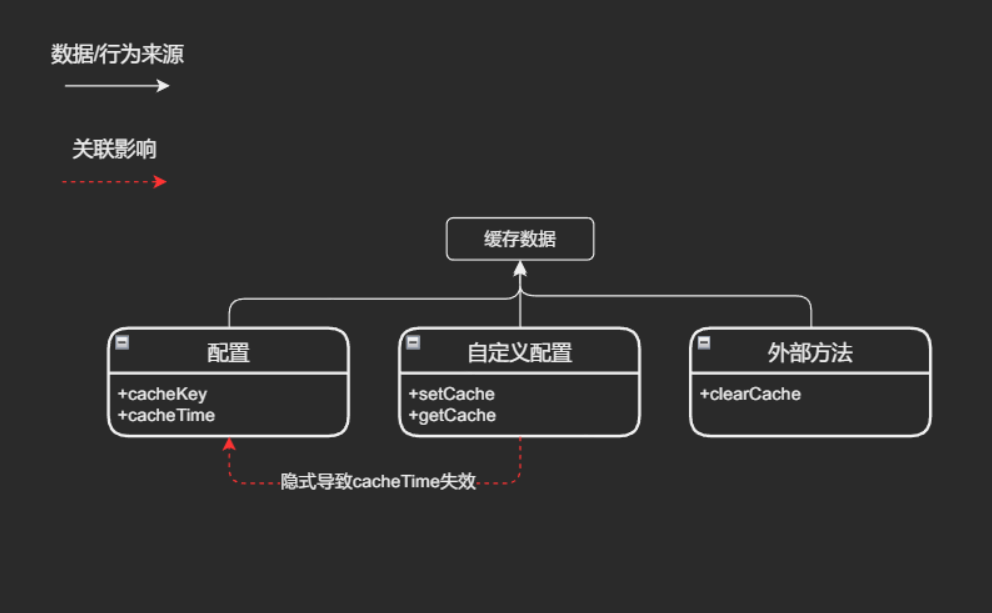 数据/行为来源
关联影响
缓存数据
配置
+cacheKey
+cacheTime
自定义配置
+setCache
+getCache
外部方法
+clearCache
隐式导致cacheTime失效